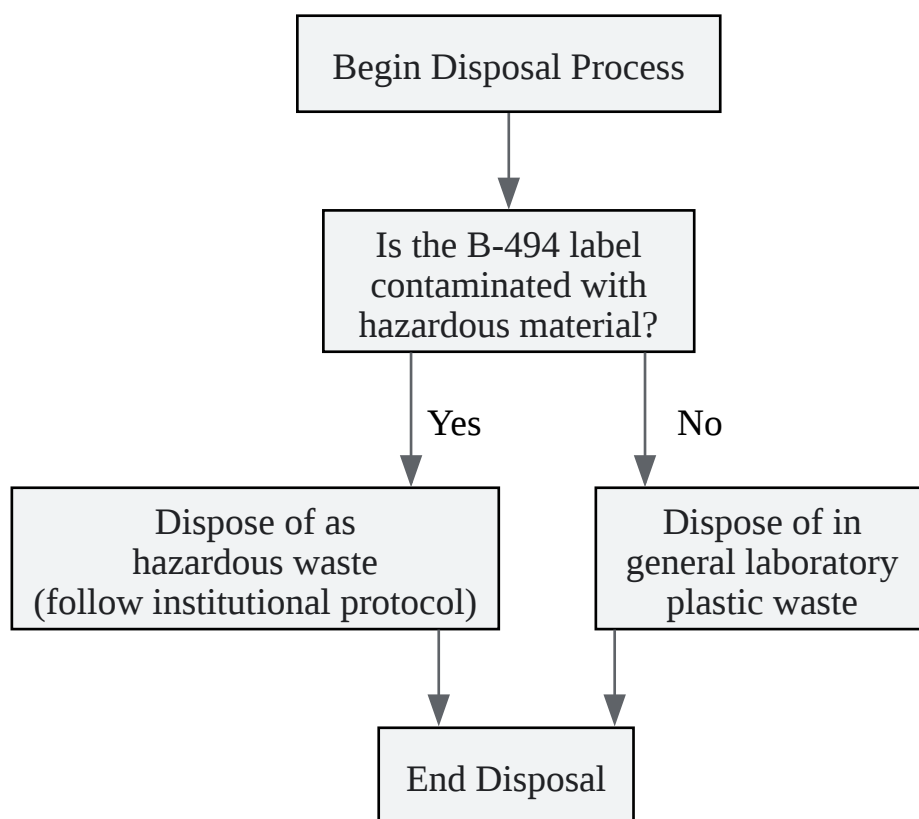 Begin Disposal Process
Is the B-494 label
contaminated with
hazardous material?
Yes
No
Dispose of as
hazardous waste
(follow institutional protocol)
Dispose of in
general laboratory
plastic waste
End Disposal